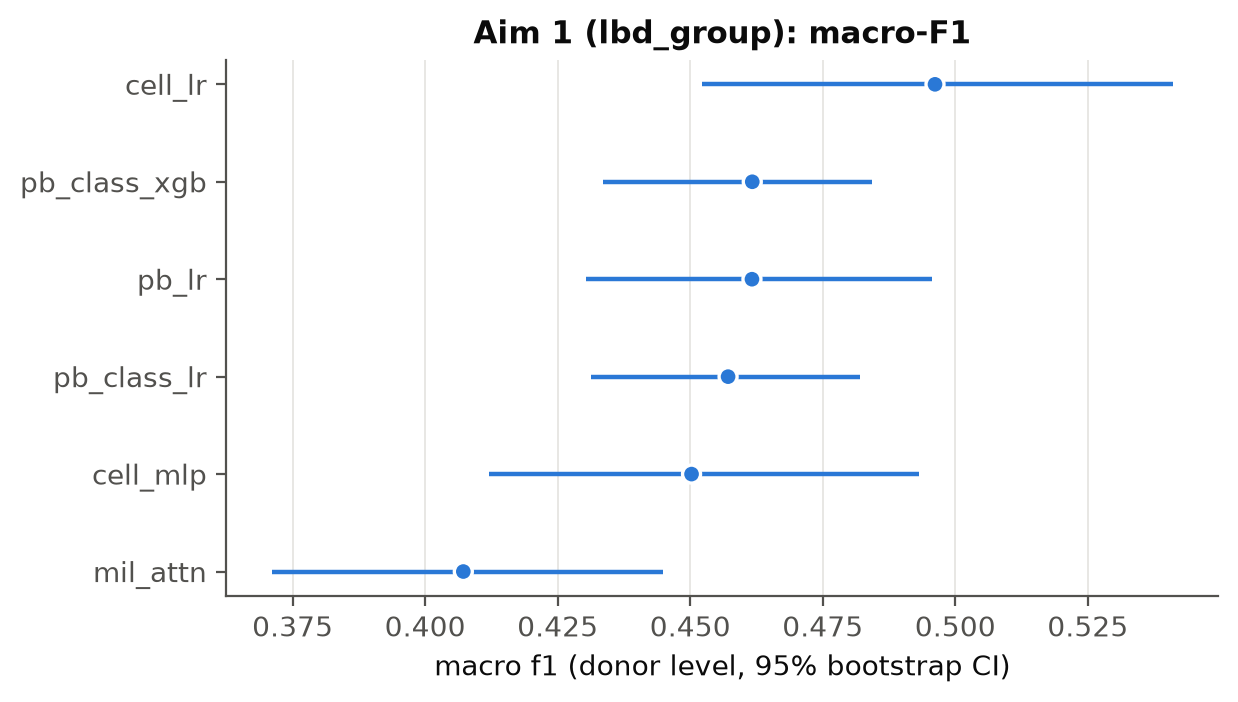 Aim 1 (lbd_group): macro-F1
cell_lr
pb_class_xgb
pb_lr
pb_class_lr
cell_mlp
mil_attn
0.375 0.400 0.425 0.450 0.475 0.500 0.525
macro f1 (donor level, 95% bootstrap CI)